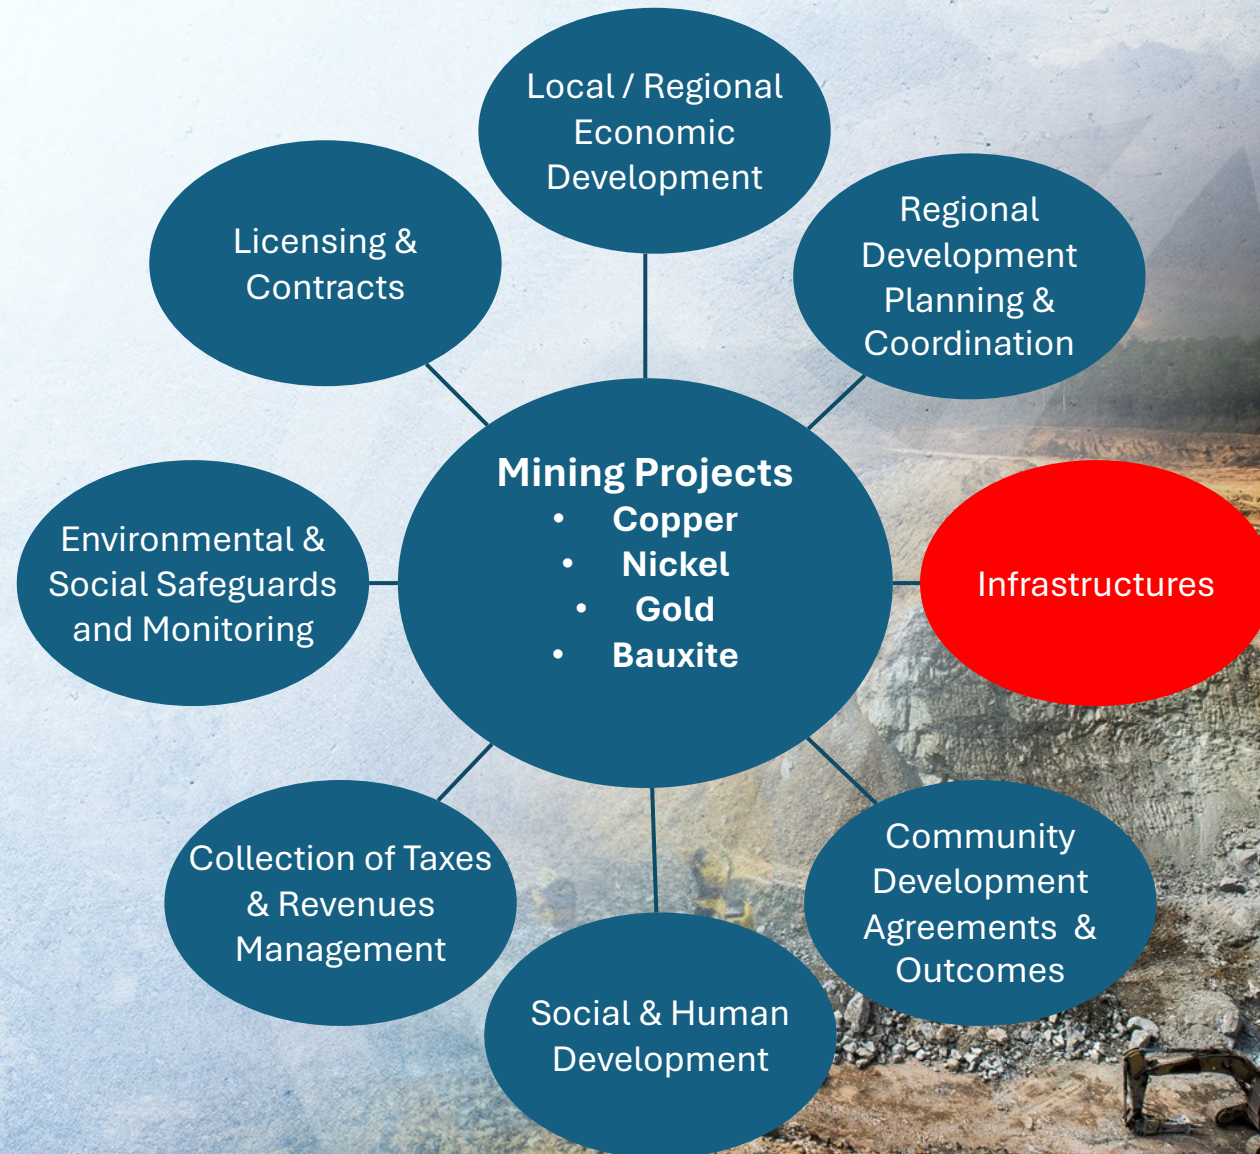 Local / Regional
Economic
Development
Licensing &
Contracts
Regional
Development
Planning &
Coordination
Mining Projects
• Copper
• Nickel
• Gold
• Bauxite
Environmental &
Social Safeguards
and Monitoring
Infrastructures
Collection of Taxes
& Revenues
Management
Community
Development
Agreements  &
Outcomes
Social & Human
Development